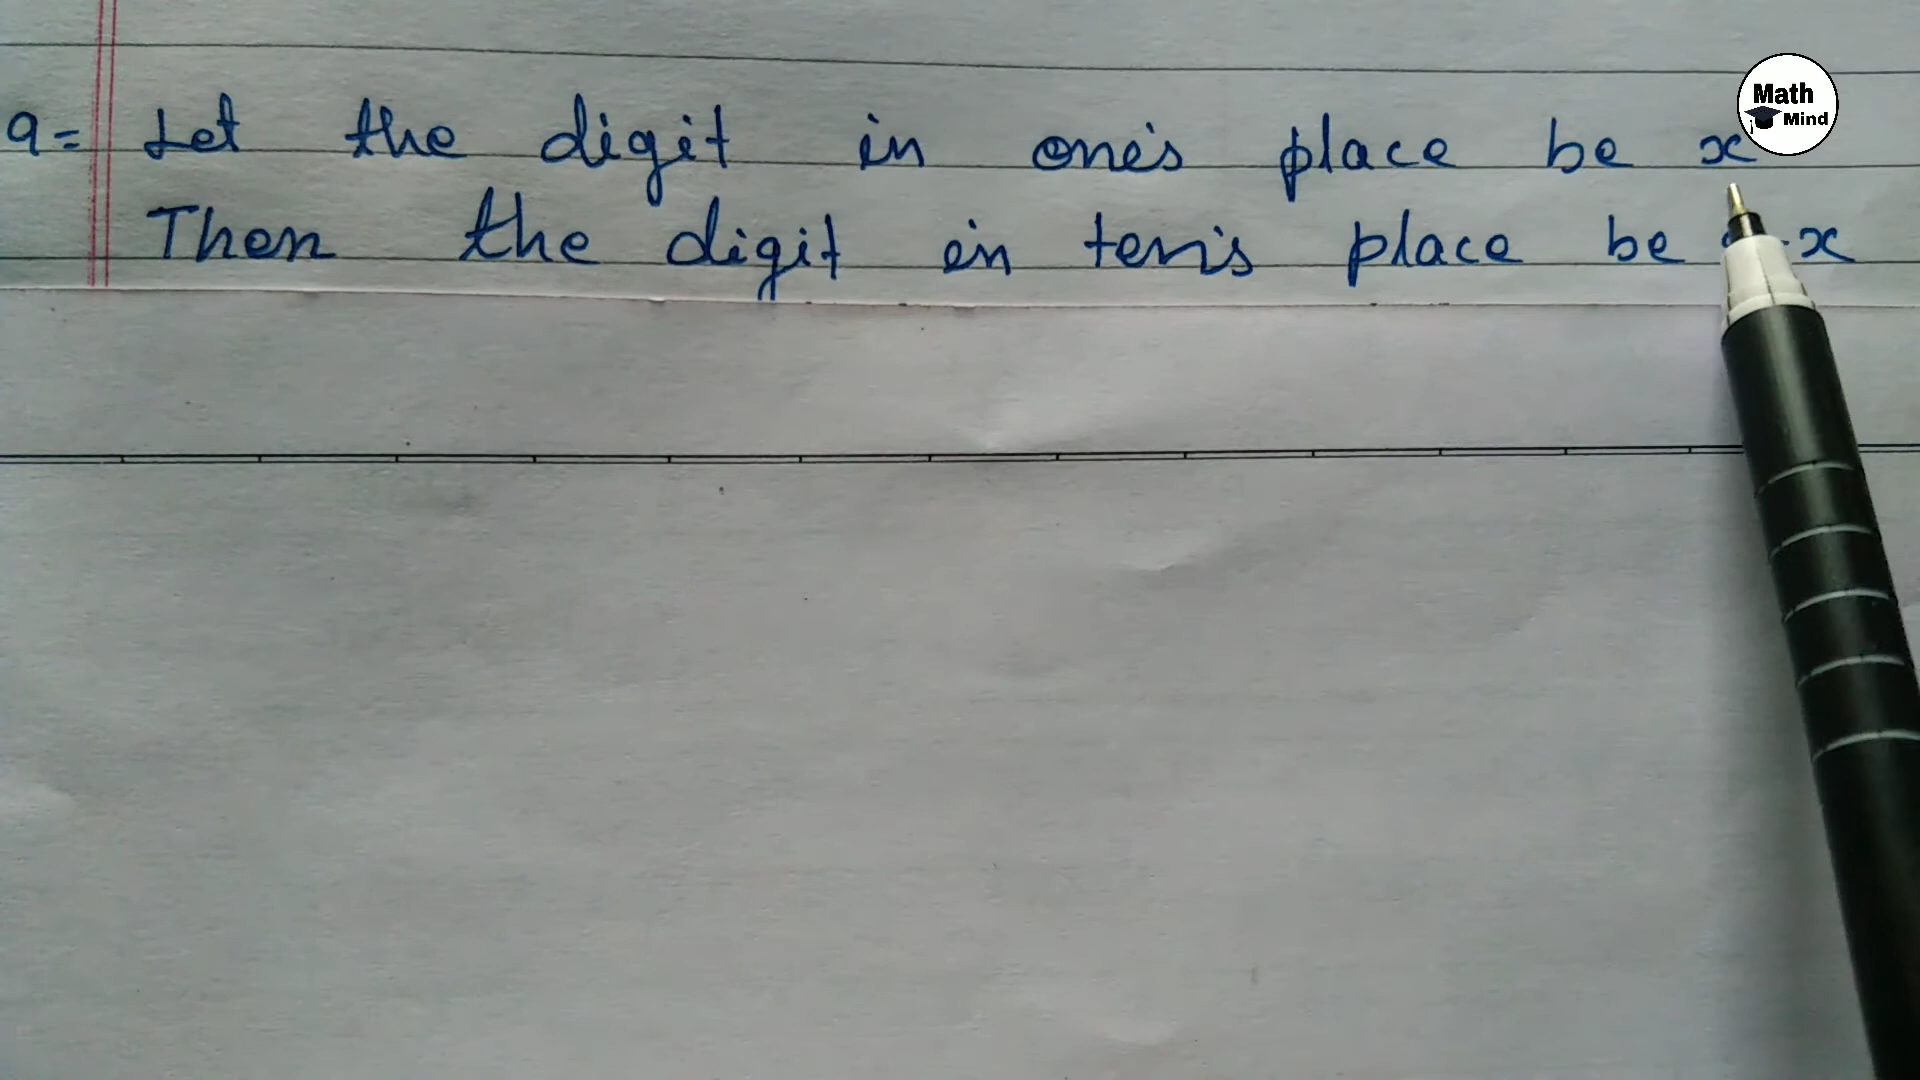 9= Let the digit in one's place be x
Then the digit in ten's place be x
Math
Mind